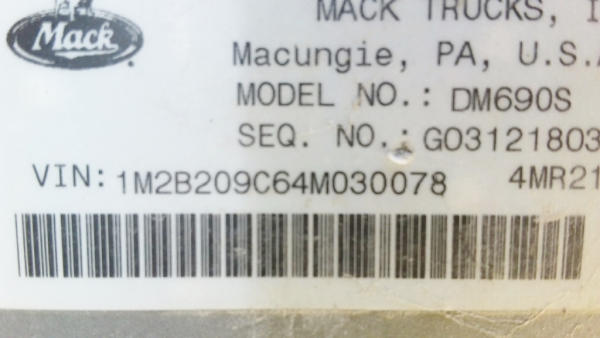 Mack
MACK TRUCKS, I
Macungie, PA, U.S.A
MODEL NO.: DM690S
SEQ. NO.: G03121803
VIN: 1M2B209C64M030078 4MR21